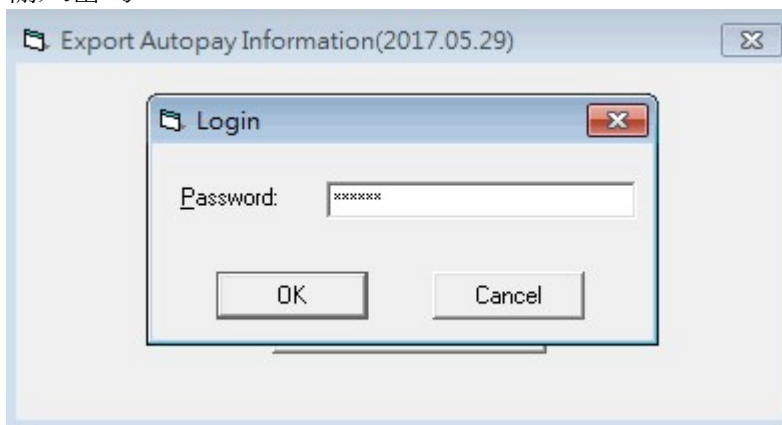 Export Autopay Information(2017.05.29)
Login
Password:
******
OK
Cancel